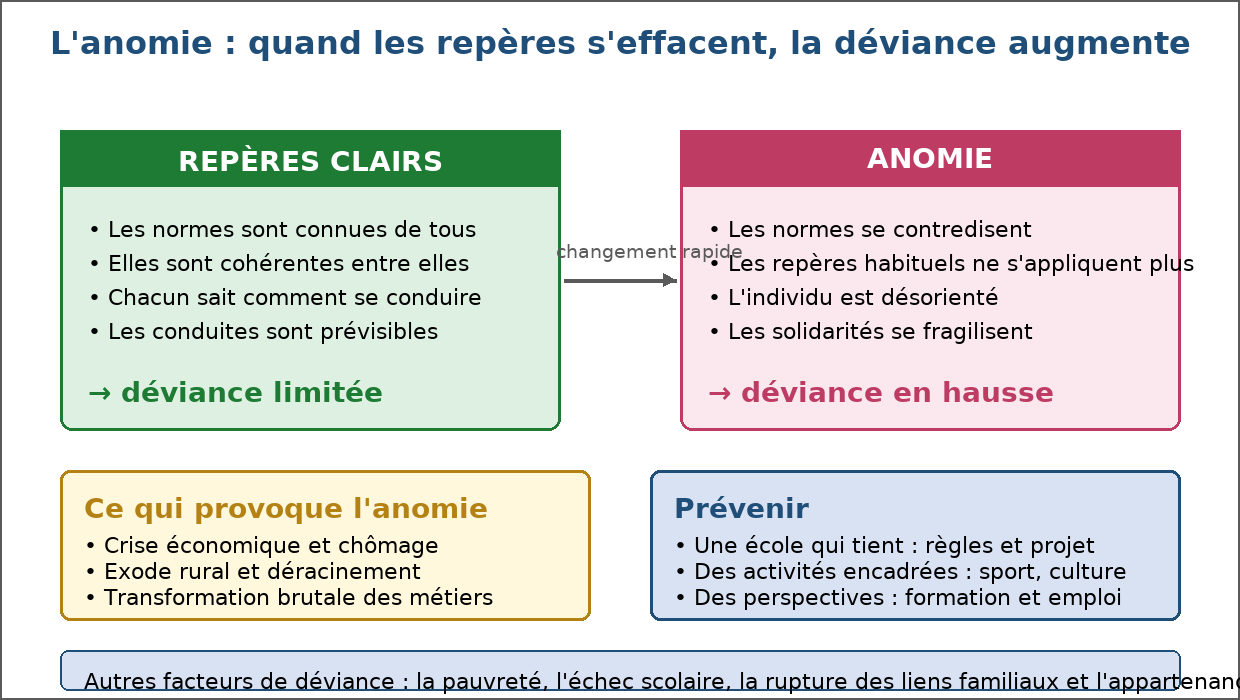 L'anomie : quand les repères s'effacent, la déviance augmente
REPÈRES CLAIRS
• Les normes sont connues de tous
• Elles sont cohérentes entre elles
• Chacun sait comment se conduire
• Les conduites sont prévisibles
→ déviance limitée
changement rapide
ANOMIE
• Les normes se contredisent
• Les repères habituels ne s'appliquent plus
• L'individu est désorienté
• Les solidarités se fragilisent
→ déviance en hausse
Ce qui provoque l'anomie
• Crise économique et chômage
• Exode rural et déracinement
• Transformation brutale des métiers
Prévenir
• Une école qui tient : règles et projet
• Des activités encadrées : sport, culture
• Des perspectives : formation et emploi
Autres facteurs de déviance : la pauvreté, l'échec scolaire, la rupture des liens familiaux et